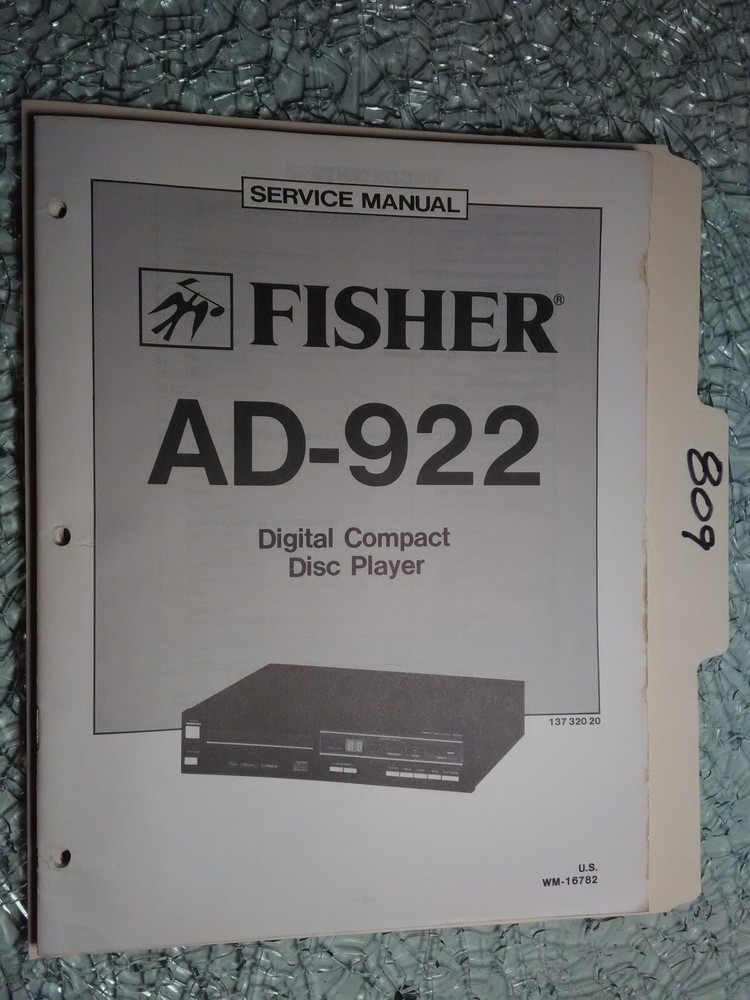 SERVICE MANUAL
FISHER®
AD-922
Digital Compact
Disc Player
137 320 20
U.S.
WM-16782
809